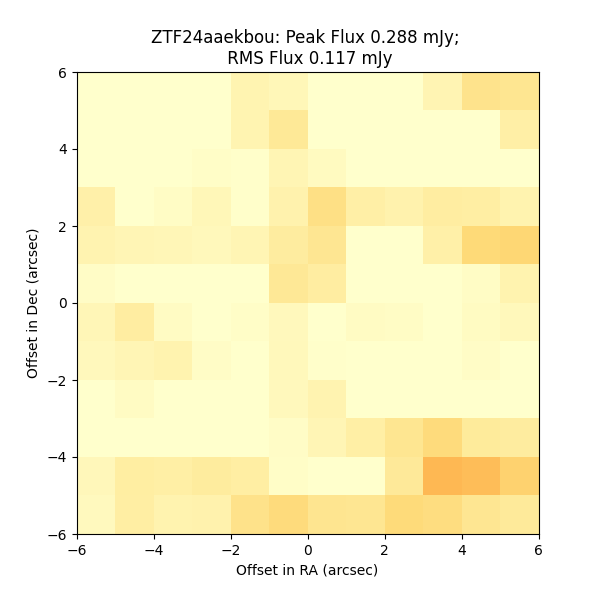 ZTF24aaekbou: Peak Flux 0.288 mJy;
RMS Flux 0.117 mJy
6
4
2
0
−2
−4
−6
Offset in Dec (arcsec)
−6 −4 −2 0 2 4 6
Offset in RA (arcsec)